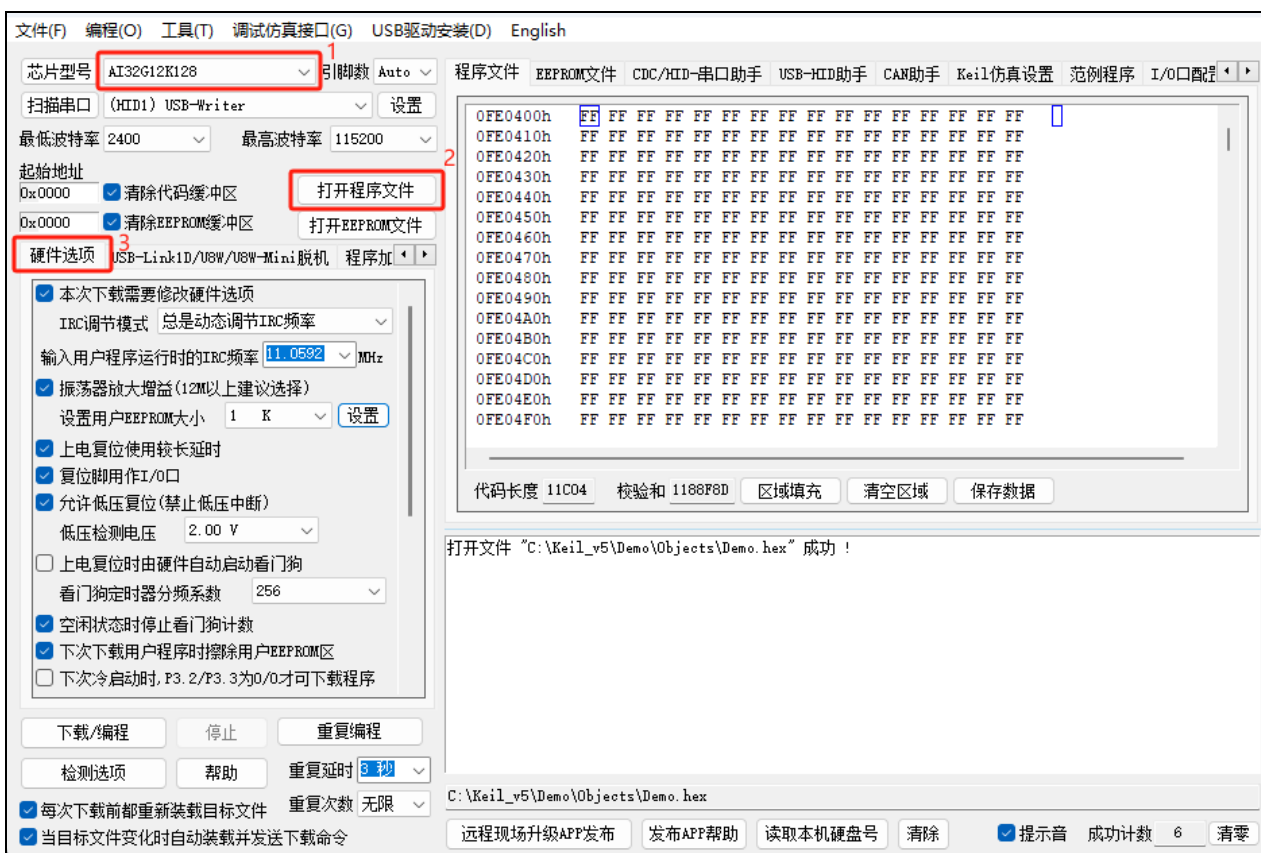 文件(F) 编程(O) 工具(T) 调试仿真接口(G) USB驱动安装(D) English
1
芯片型号 AI32G12K128 引脚数 Auto
扫描串口 (HID1) USB-Writer 设置
最低波特率 2400 最高波特率 115200
2
起始地址
0x0000 清除代码缓冲区 打开程序文件
0x0000 清除EEPROM缓冲区 打开EEPROM文件
3
硬件选项 USB-Link1D/U8W/U8W-Mini脱机 程序加
本次下载需要修改硬件选项
IRC调节模式 总是动态调节IRC频率
输入用户程序运行时的IRC频率 11.0592 MHz
振荡器放大增益(12M以上建议选择)
设置用户EEPROM大小 1 K 设置
上电复位使用较长延时
复位脚用作I/O口
允许低压复位(禁止低压中断)
低压检测电压 2.00 V
上电复位时由硬件自动启动看门狗
看门狗定时器分频系数 256
空闲状态时停止看门狗计数
下次下载用户程序时擦除用户EEPROM区
下次冷启动时,P3.2/P3.3为0/0才可下载程序
下载/编程 停止 重复编程
检测选项 帮助 重复延时 3 秒
每次下载前都重新装载目标文件 重复次数 无限
当目标文件变化时自动装载并发送下载命令
程序文件 EEPROM文件 CDC/HID-串口助手 USB-HID助手 CAN助手 Keil仿真设置 范例程序 I/O口配
0FE0400h FF FF FF FF FF FF FF FF FF FF FF FF FF FF FF FF
0FE0410h FF FF FF FF FF FF FF FF FF FF FF FF FF FF FF FF
0FE0420h FF FF FF FF FF FF FF FF FF FF FF FF FF FF FF FF
0FE0430h FF FF FF FF FF FF FF FF FF FF FF FF FF FF FF FF
0FE0440h FF FF FF FF FF FF FF FF FF FF FF FF FF FF FF FF
0FE0450h FF FF FF FF FF FF FF FF FF FF FF FF FF FF FF FF
0FE0460h FF FF FF FF FF FF FF FF FF FF FF FF FF FF FF FF
0FE0470h FF FF FF FF FF FF FF FF FF FF FF FF FF FF FF FF
0FE0480h FF FF FF FF FF FF FF FF FF FF FF FF FF FF FF FF
0FE0490h FF FF FF FF FF FF FF FF FF FF FF FF FF FF FF FF
0FE04A0h FF FF FF FF FF FF FF FF FF FF FF FF FF FF FF FF
0FE04B0h FF FF FF FF FF FF FF FF FF FF FF FF FF FF FF FF
0FE04C0h FF FF FF FF FF FF FF FF FF FF FF FF FF FF FF FF
0FE04D0h FF FF FF FF FF FF FF FF FF FF FF FF FF FF FF FF
0FE04E0h FF FF FF FF FF FF FF FF FF FF FF FF FF FF FF FF
0FE04F0h FF FF FF FF FF FF FF FF FF FF FF FF FF FF FF FF
代码长度 11C04 校验和 1188F8D 区域填充 清空区域 保存数据
打开文件 "C:\Keil_v5\Demo\Objects\Demo.hex" 成功 !
C:\Keil_v5\Demo\Objects\Demo.hex
远程现场升级APP发布 发布APP帮助 读取本机硬盘号 清除 提示音 成功计数 6 清零